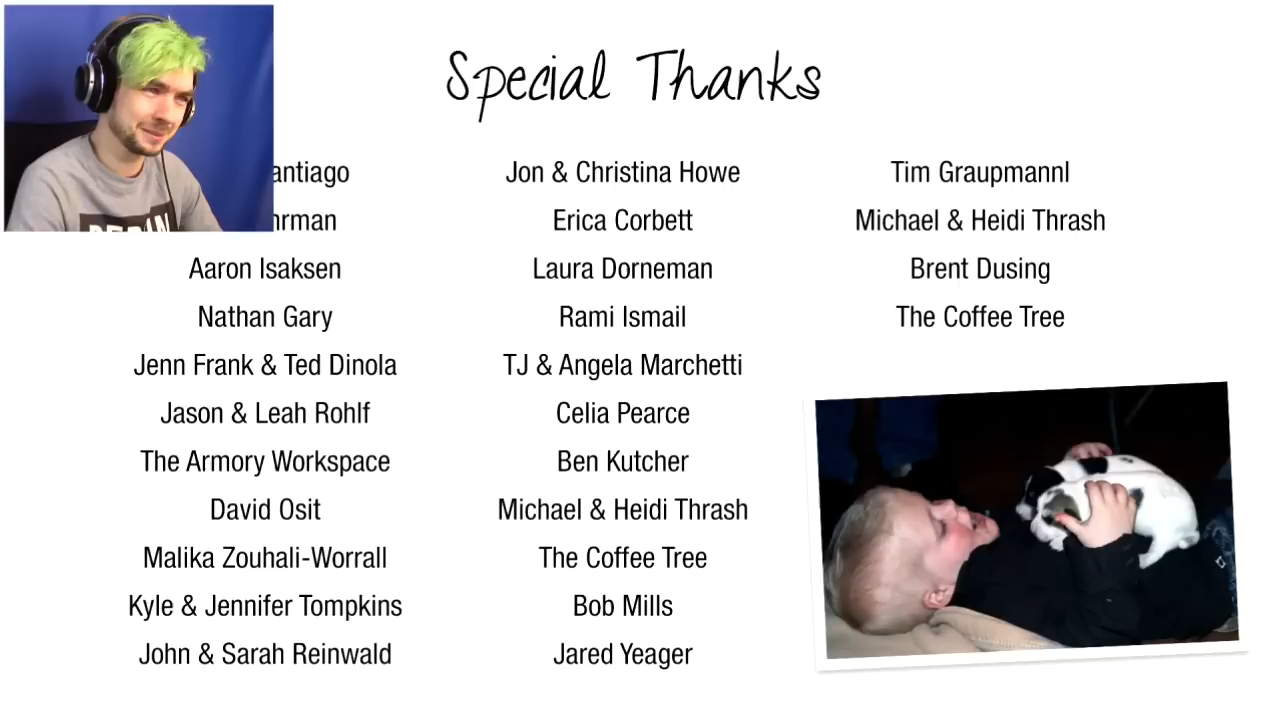 Special Thanks
Aaron Isaksen
Nathan Gary
Jenn Frank & Ted Dinola
Jason & Leah Rohlf
The Armory Workspace
David Osit
Malika Zouhali-Worrall
Kyle & Jennifer Tompkins
John & Sarah Reinwald
Jon & Christina Howe
Erica Corbett
Laura Dorneman
Rami Ismail
TJ & Angela Marchetti
Celia Pearce
Ben Kutcher
Michael & Heidi Thrash
The Coffee Tree
Bob Mills
Jared Yeager
Tim Graupmannl
Michael & Heidi Thrash
Brent Dusing
The Coffee Tree